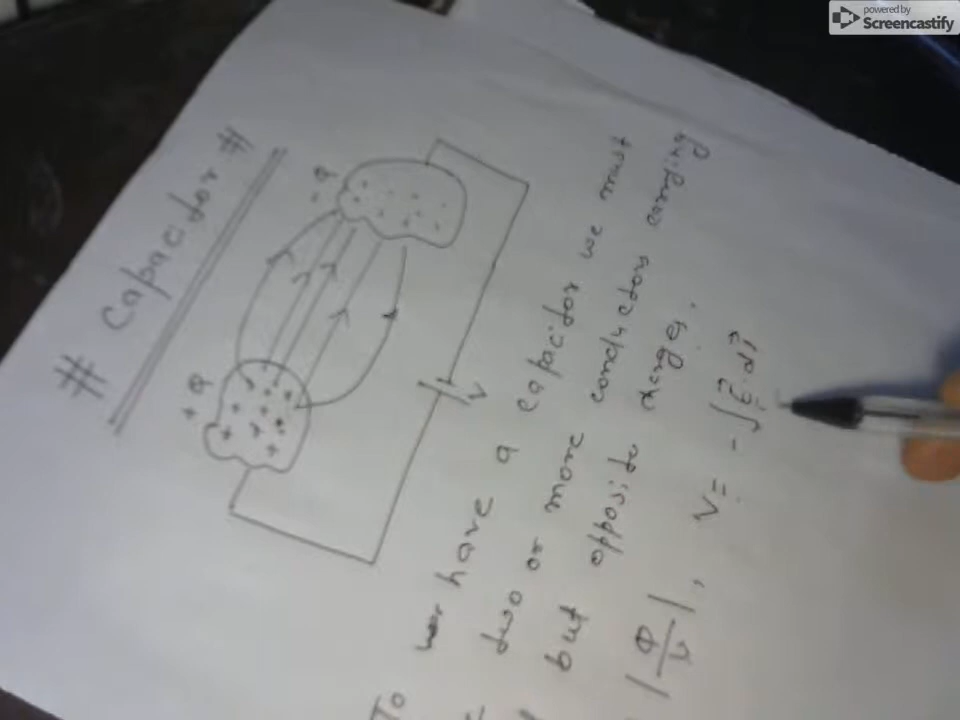 # Capacitor #
+ Q
- Q
V
To have a capacitor we must
two or more conductors carrying
but opposite charges.
|Q/V|, V = - ∫ E⃗ · dl⃗
powered by
Screencastify